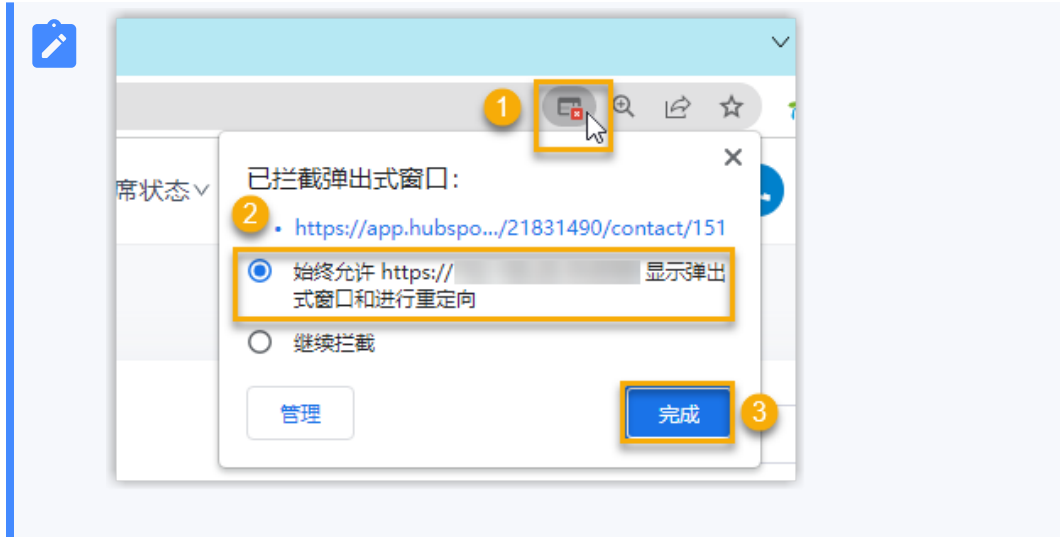 1
席状态
已拦截弹出式窗口：
2
• https://app.hubspo.../21831490/contact/151
始终允许 https:// 显示弹出
式窗口和进行重定向
继续拦截
管理
完成
3